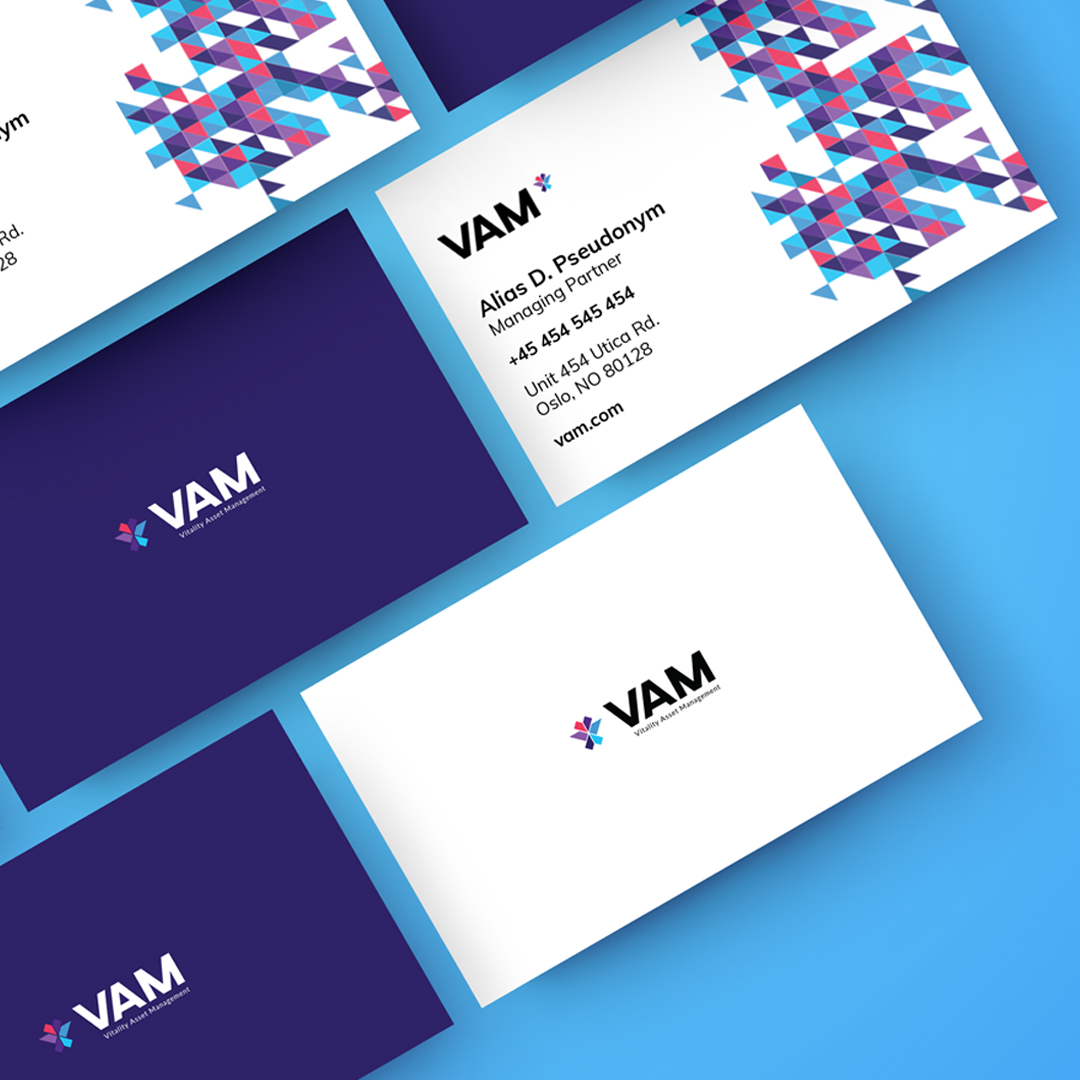 ym
Rd.
28
VAM
Alias D. Pseudonym
Managing Partner
+45 454 545 454
Unit 454 Utica Rd.
Oslo, NO 80128
vam.com
VAM
Vitality Asset Management
VAM
Vitality Asset Management
VAM
Vitality Asset Management